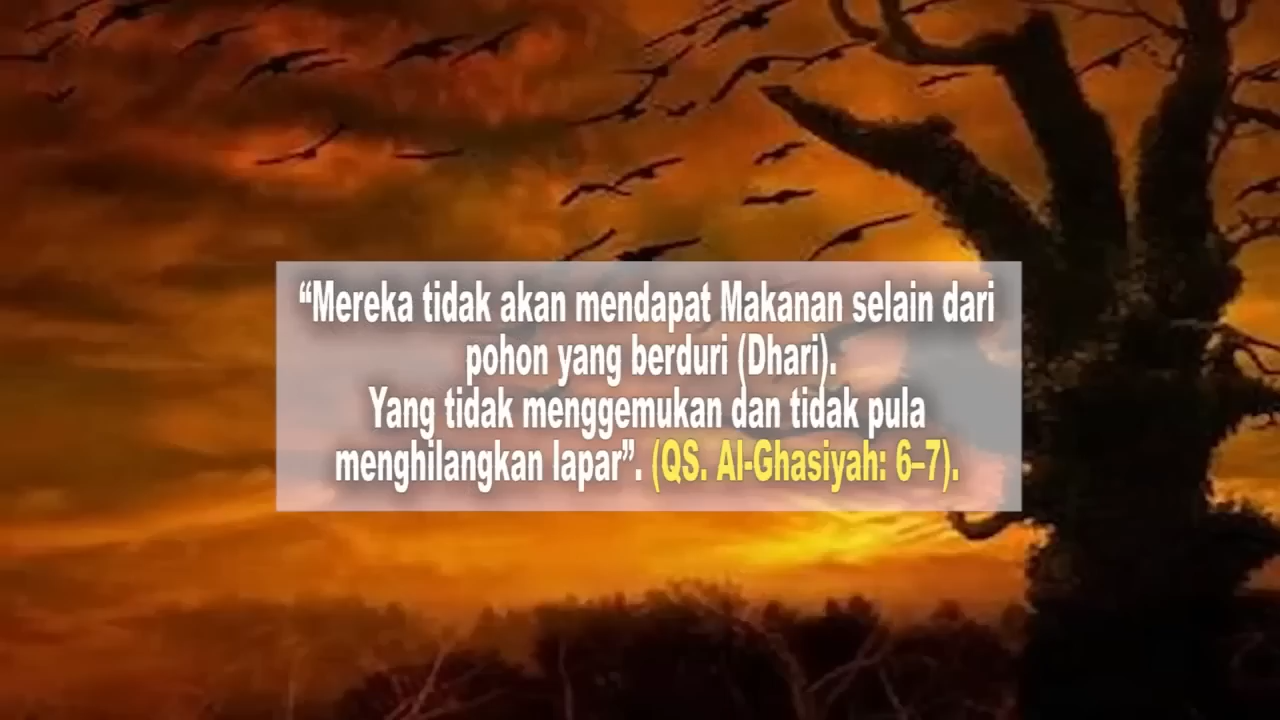 “Mereka tidak akan mendapat Makanan selain dari
pohon yang berduri (Dhari).
Yang tidak menggemukan dan tidak pula
menghilangkan lapar”. (QS. Al-Ghasiyah: 6–7).